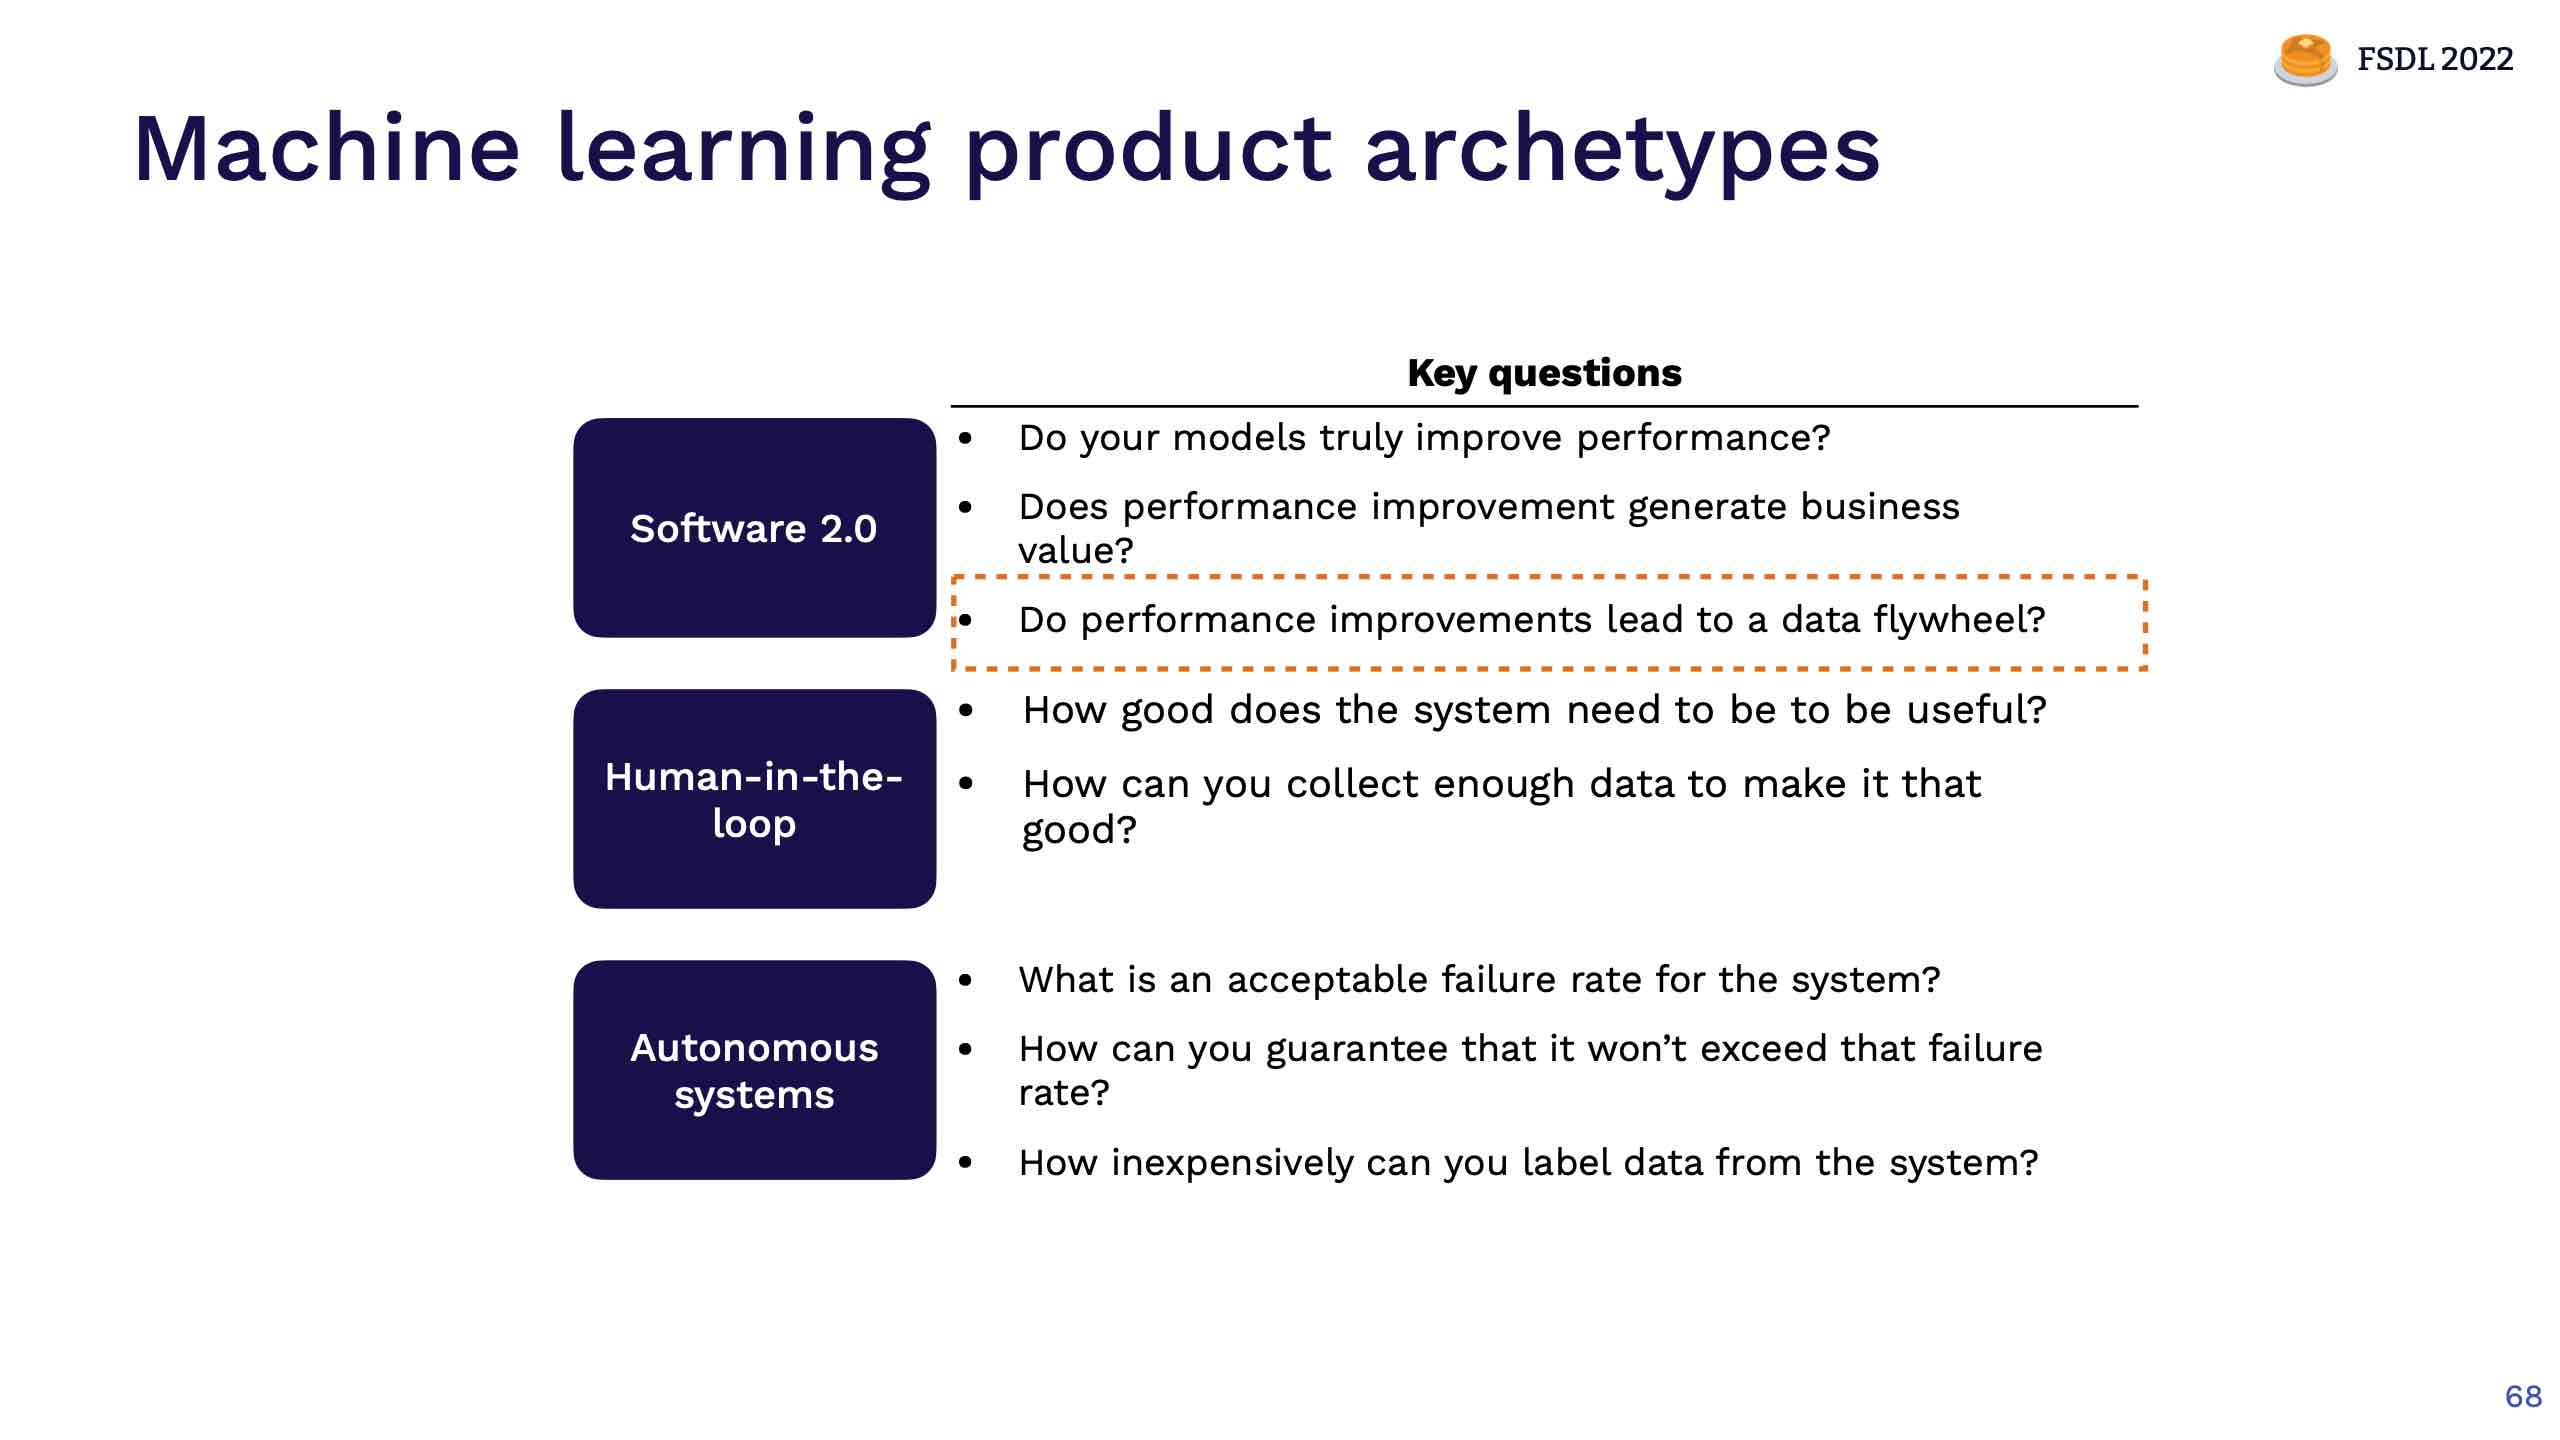 FSDL 2022
Machine learning product archetypes
Key questions
Software 2.0
• Do your models truly improve performance?
• Does performance improvement generate business
value?
• Do performance improvements lead to a data flywheel?
Human-in-the-
loop
• How good does the system need to be to be useful?
• How can you collect enough data to make it that
good?
Autonomous
systems
• What is an acceptable failure rate for the system?
• How can you guarantee that it won’t exceed that failure
rate?
• How inexpensively can you label data from the system?
68